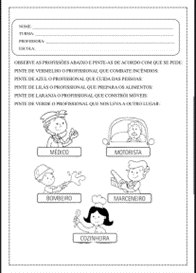 NOME:
TURMA:
PROFESSORA:
ESCOLA:
OBSERVE AS PROFISSÕES ABAIXO E PINTE-AS DE ACORDO COM QUE SE PEDE:
PINTE DE VERMELHO O PROFISSIONAL QUE COMBATE INCÊNDIOS.
PINTE DE AZUL O PROFISSIONAL QUE CUIDA DAS PESSOAS.
PINTE DE LILÁS O PROFISSIONAL QUE PREPARA OS ALIMENTOS.
PINTE DE LARANJA O PROFISSIONAL QUE CONSTRÓI MÓVEIS.
PINTE DE VERDE O PROFISSIONAL QUE NOS LEVA A OUTRO LUGAR.
MÉDICO
MOTORISTA
BOMBEIRO
MARCENEIRO
COZINHEIRA